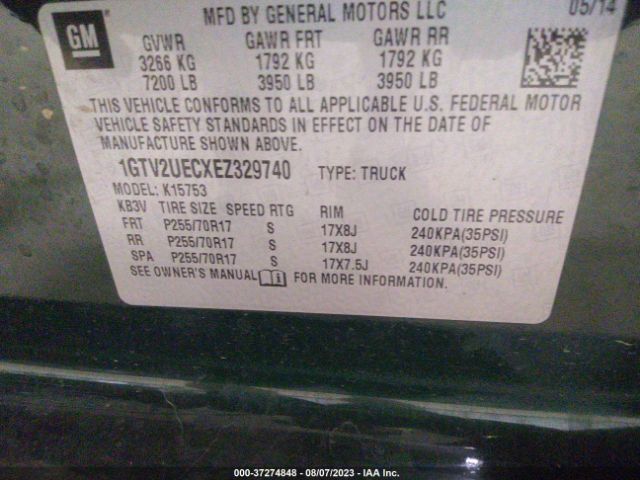 MFD BY GENERAL MOTORS LLC 05/14
GM
GVWR GAWR FRT GAWR RR
3266 KG 1792 KG 1792 KG
7200 LB 3950 LB 3950 LB
THIS VEHICLE CONFORMS TO ALL APPLICABLE U.S. FEDERAL MOTOR
VEHICLE SAFETY STANDARDS IN EFFECT ON THE DATE OF
MANUFACTURE SHOWN ABOVE.
1GTV2UECXEZ329740 TYPE: TRUCK
MODEL: K15753
KB3V TIRE SIZE SPEED RTG RIM COLD TIRE PRESSURE
FRT P255/70R17 S 17X8J 240KPA(35PSI)
RR P255/70R17 S 17X8J 240KPA(35PSI)
SPA P255/70R17 S 17X7.5J 240KPA(35PSI)
SEE OWNER'S MANUAL FOR MORE INFORMATION.
000-37274848 - 08/07/2023 - IAA Inc.